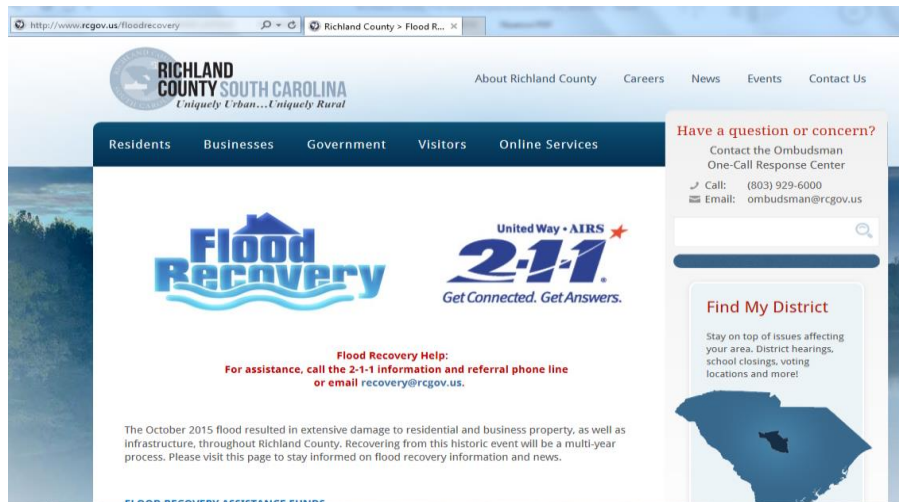 http://www.rcgov.us/floodrecovery
Richland County > Flood R...
RICHLAND
COUNTY SOUTH CAROLINA
Uniquely Urban...Uniquely Rural
About Richland County Careers News Events Contact Us
Residents Businesses Government Visitors Online Services
Have a question or concern?
Contact the Ombudsman
One-Call Response Center
Call: (803) 929-6000
Email: ombudsman@rcgov.us
Flood
Recovery
United Way • AIRS
2-1-1®
Get Connected. Get Answers.
Find My District
Stay on top of issues affecting
your area. District hearings,
school closings, voting
locations and more!
Flood Recovery Help:
For assistance, call the 2-1-1 information and referral phone line
or email recovery@rcgov.us.
The October 2015 flood resulted in extensive damage to residential and business property, as well as
infrastructure, throughout Richland County. Recovering from this historic event will be a multi-year
process. Please visit this page to stay informed on flood recovery information and news.
FLOOD RECOVERY ASSISTANCE FUNDS